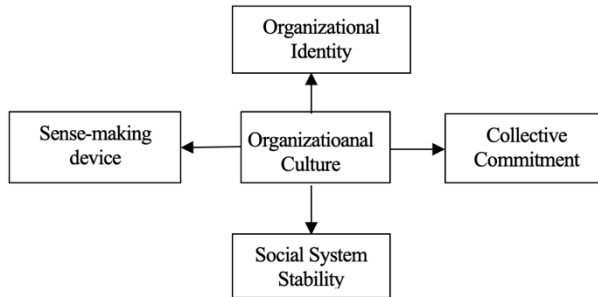 Organizational
Identity
Sense-making
device
Organizatioanal
Culture
Collective
Commitment
Social System
Stability